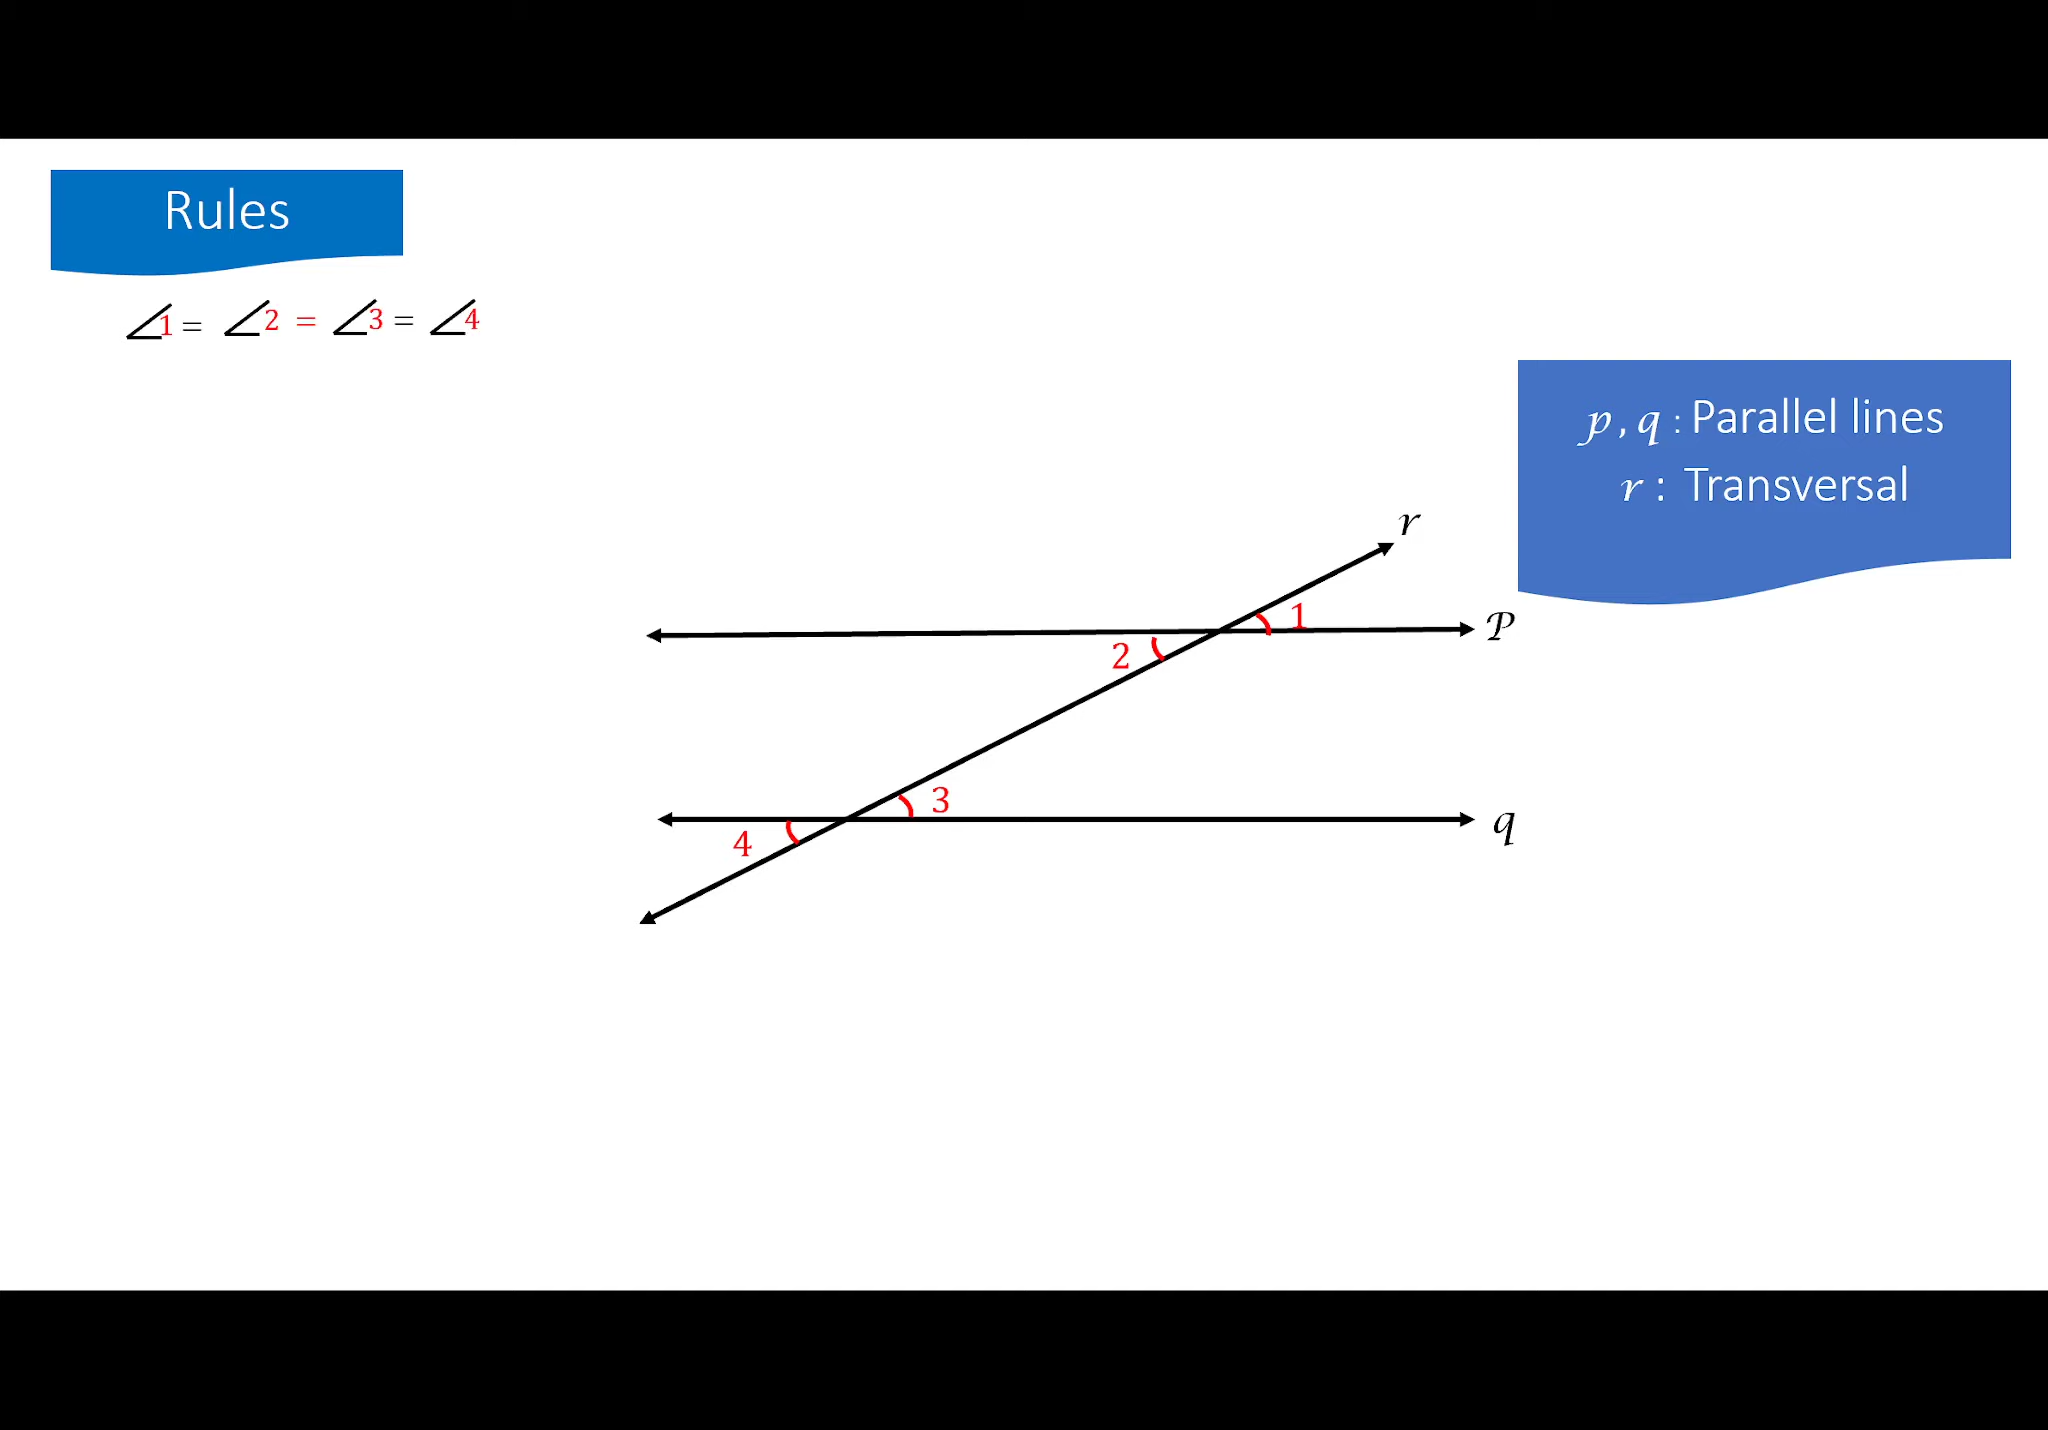 Rules
∠1 = ∠2 = ∠3 = ∠4
p , q : Parallel lines
r : Transversal
r
1
P
2
3
q
4